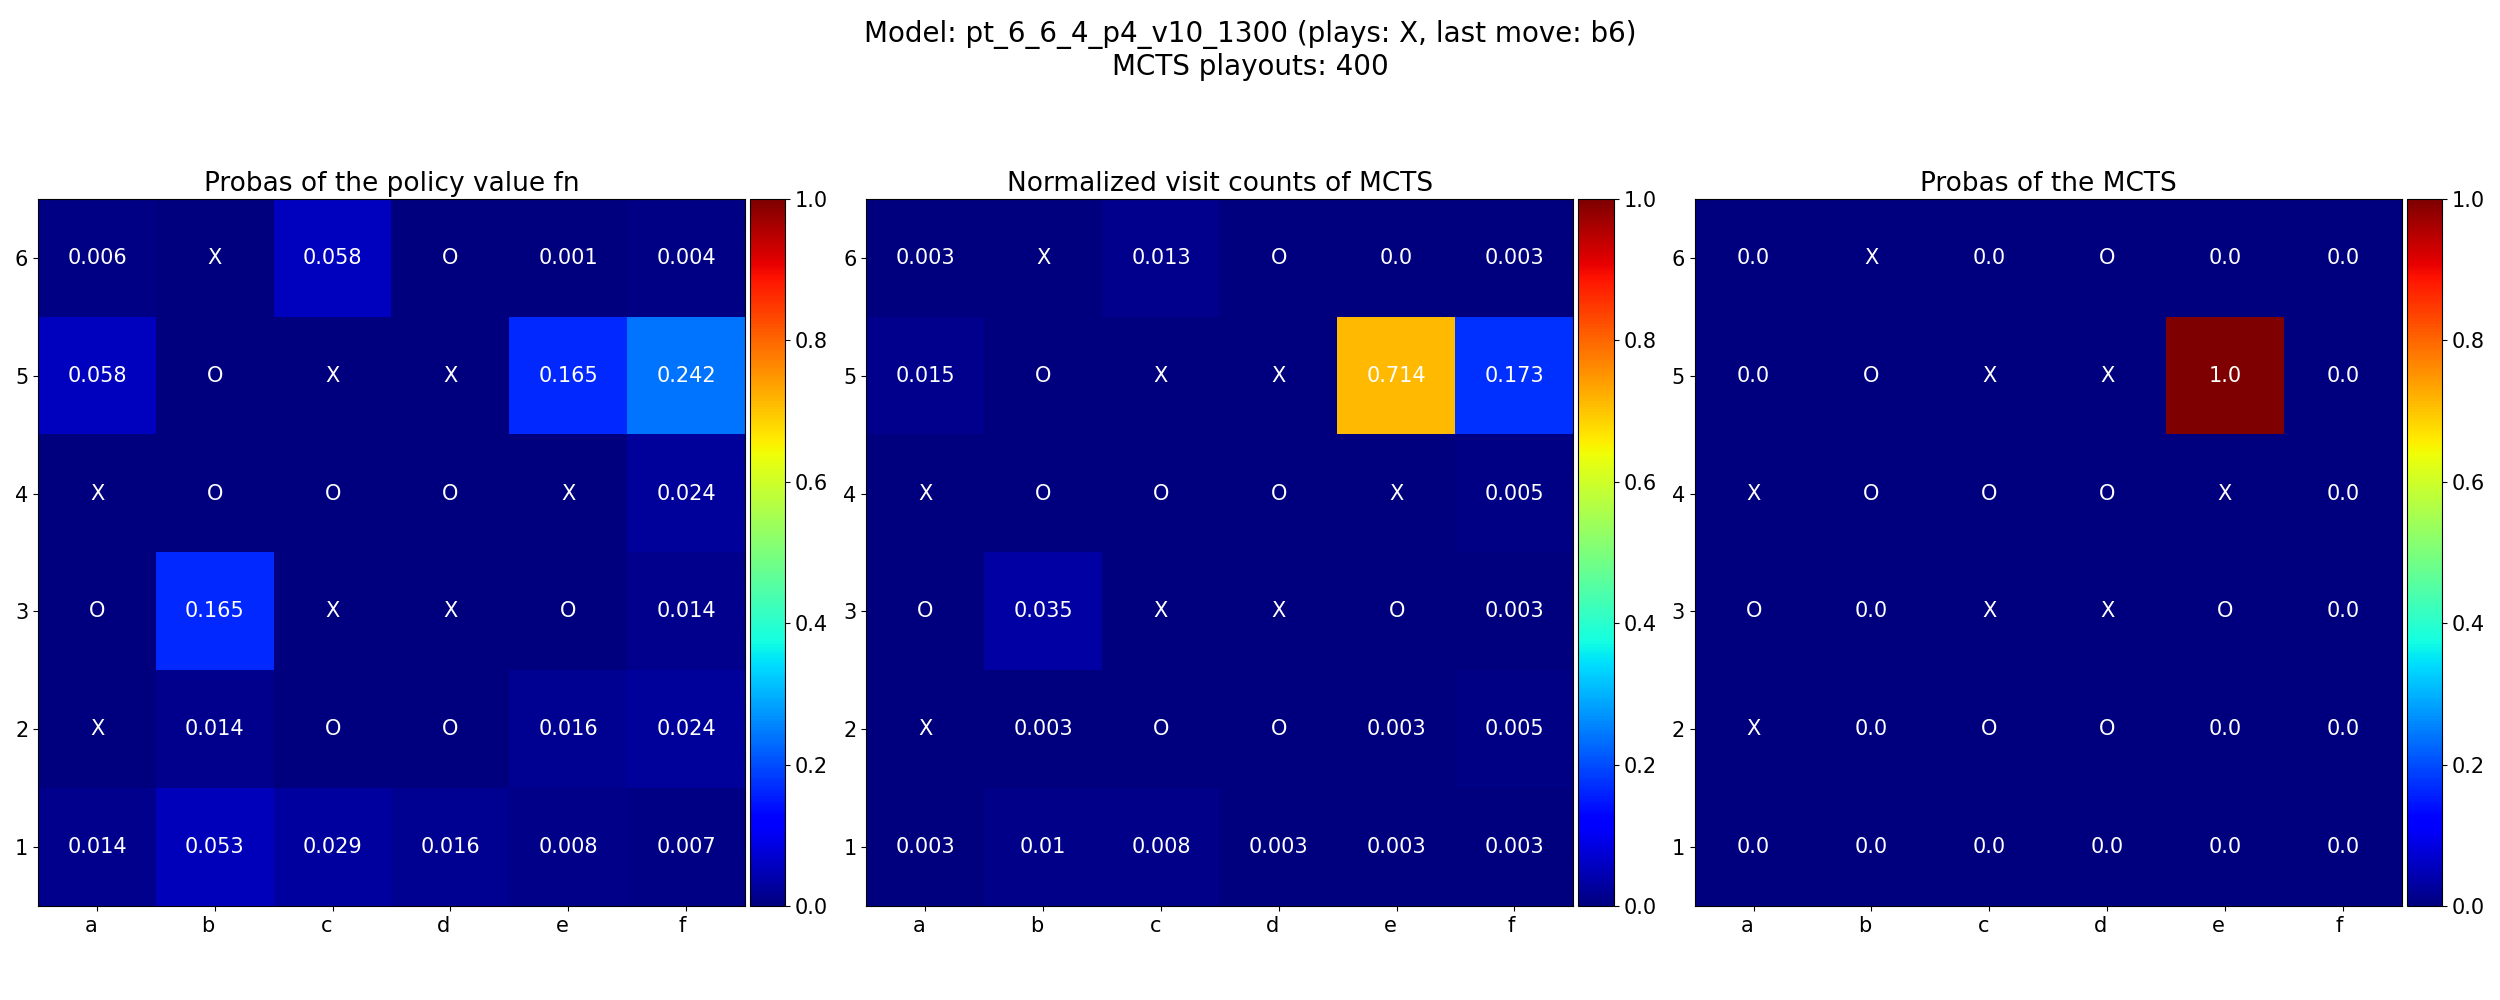 Model: pt_6_6_4_p4_v10_1300 (plays: X, last move: b6)
MCTS playouts: 400
Probas of the policy value fn
6 0.006 X 0.058 O 0.001 0.004
5 0.058 O X X 0.165 0.242
4 X O O O X 0.024
3 O 0.165 X X O 0.014
2 X 0.014 O O 0.016 0.024
1 0.014 0.053 0.029 0.016 0.008 0.007
a b c d e f
1.0
0.8
0.6
0.4
0.2
0.0
Normalized visit counts of MCTS
6 0.003 X 0.013 O 0.0 0.003
5 0.015 O X X 0.714 0.173
4 X O O O X 0.005
3 O 0.035 X X O 0.003
2 X 0.003 O O 0.003 0.005
1 0.003 0.01 0.008 0.003 0.003 0.003
a b c d e f
1.0
0.8
0.6
0.4
0.2
0.0
Probas of the MCTS
6 0.0 X 0.0 O 0.0 0.0
5 0.0 O X X 1.0 0.0
4 X O O O X 0.0
3 O 0.0 X X O 0.0
2 X 0.0 O O 0.0 0.0
1 0.0 0.0 0.0 0.0 0.0 0.0
a b c d e f
1.0
0.8
0.6
0.4
0.2
0.0